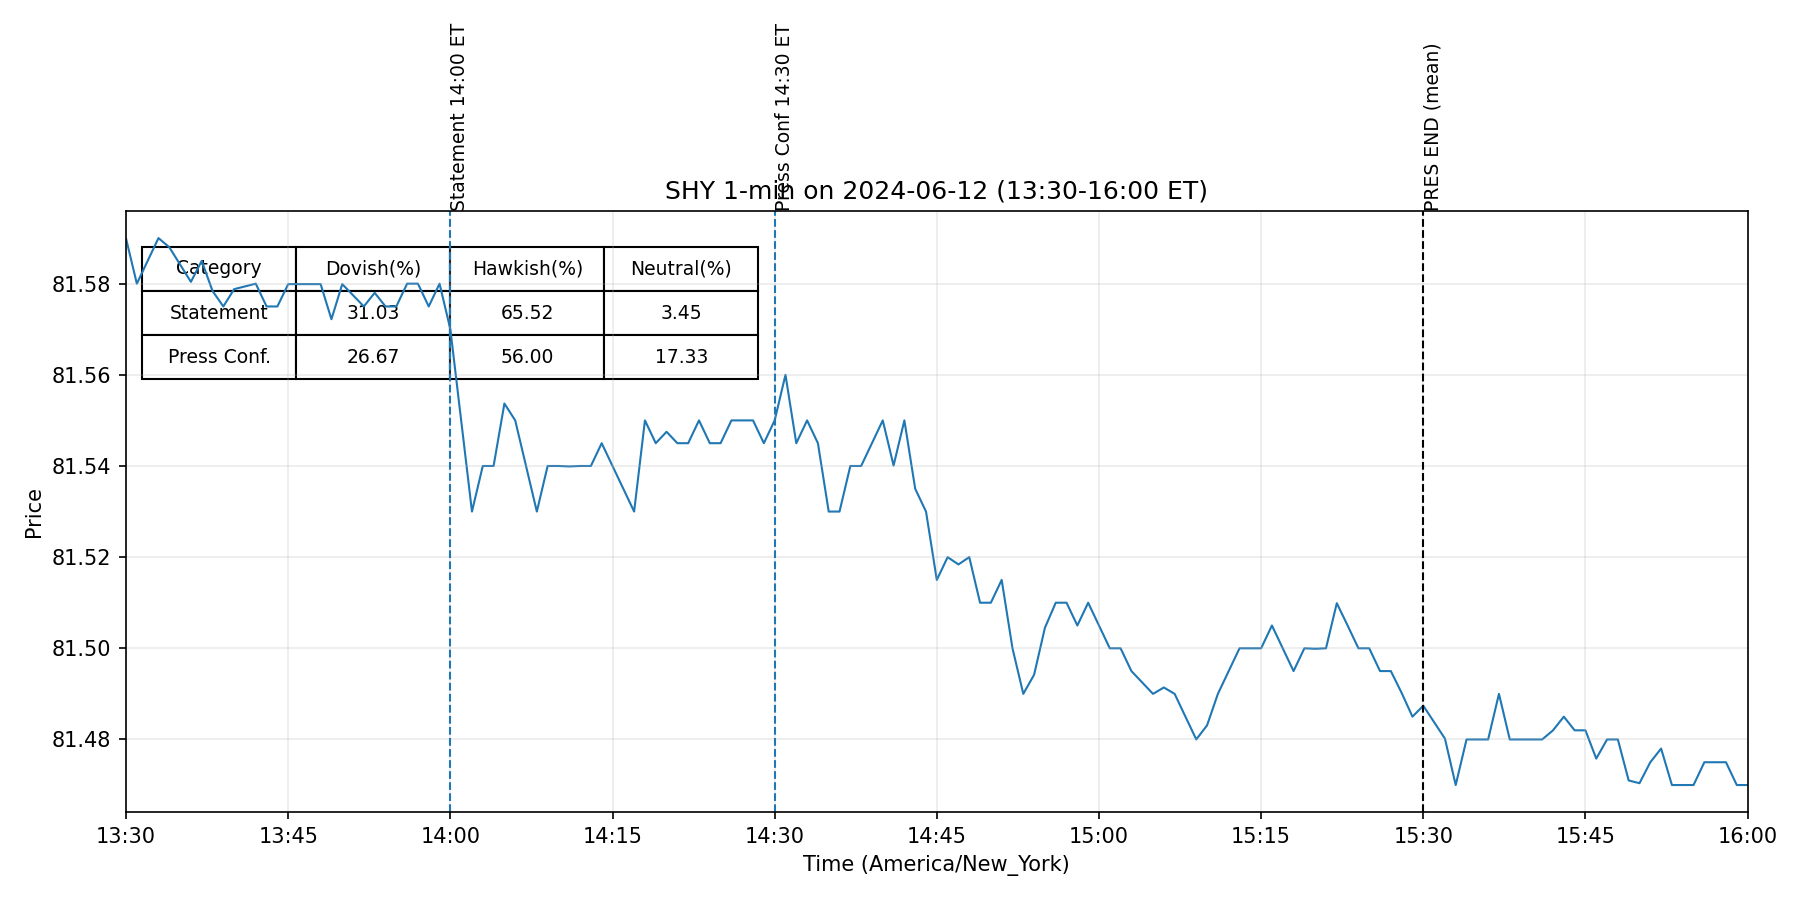 Statement 14:00 ET
Press Conf 14:30 ET
PRES END (mean)
SHY 1-min on 2024-06-12 (13:30-16:00 ET)
Category Dovish(%) Hawkish(%) Neutral(%)
Statement 31.03 65.52 3.45
Press Conf. 26.67 56.00 17.33
81.58
81.56
81.54
81.52
81.50
81.48
Price
13:30 13:45 14:00 14:15 14:30 14:45 15:00 15:15 15:30 15:45 16:00
Time (America/New_York)